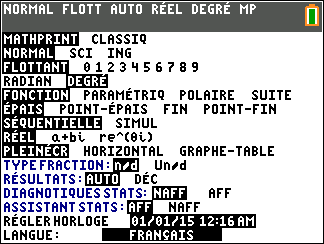 NORMAL FLOTT AUTO RÉEL DEGRÉ MP
MATHPRINT CLASSIQ
NORMAL SCI ING
FLOTTANT 0 1 2 3 4 5 6 7 8 9
RADIAN DEGRÉ
FONCTION PARAMÉTRIQ POLAIRE SUITE
ÉPAIS POINT-ÉPAIS FIN POINT-FIN
SÉQUENTIELLE SIMUL
RÉEL a+bi re^(θi)
PLEINÉCR HORIZONTAL GRAPHE-TABLE
TYPE FRACTION: n/d Un/d
RÉSULTATS: AUTO DÉC
DIAGNOTIQUES STATS: NAFF AFF
ASSISTANT STATS: AFF NAFF
RÉGLER HORLOGE 01/01/15 12:16 AM
LANGUE: FRANÇAIS